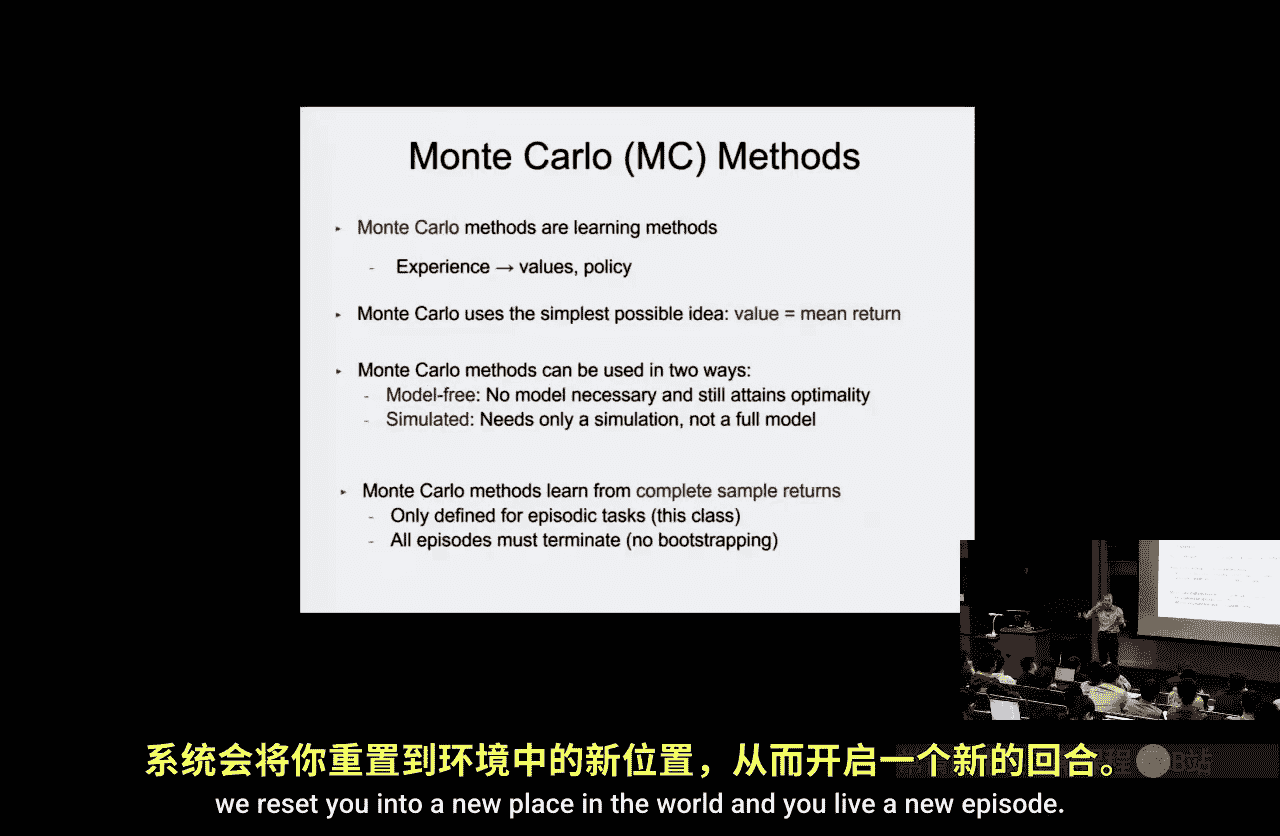 Monte Carlo (MC) Methods
▸ Monte Carlo methods are learning methods
- Experience → values, policy
▸ Monte Carlo uses the simplest possible idea: value = mean return
▸ Monte Carlo methods can be used in two ways:
- Model-free: No model necessary and still attains optimality
- Simulated: Needs only a simulation, not a full model
▸ Monte Carlo methods learn from complete sample returns
- Only defined for episodic tasks (this class)
- All episodes must terminate (no bootstrapping)
系统会将你重置到环境中的新位置，从而开启一个新的回合。
程 B站
we reset you into a new place in the world and you live a new episode.